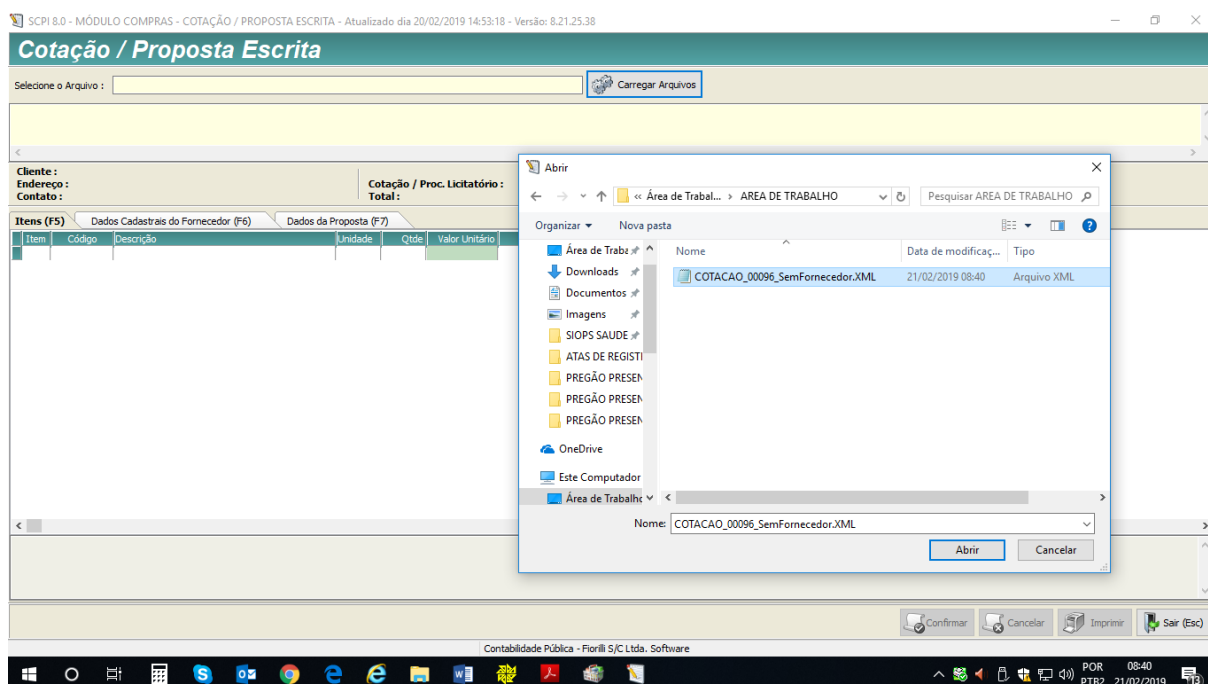 SCPI 8.0 - MÓDULO COMPRAS - COTAÇÃO / PROPOSTA ESCRITA - Atualizado dia 20/02/2019 14:53:18 - Versão: 8.21.25.38
Cotação / Proposta Escrita
Selecione o Arquivo :
Carregar Arquivos
Cliente :
Endereço :
Contato :
Cotação / Proc. Licitatório :
Total :
Itens (F5) Dados Cadastrais do Fornecedor (F6) Dados da Proposta (F7)
Item Código Descrição Unidade Qtde Valor Unitário
Abrir
« Área de Trabal... › AREA DE TRABALHO
Pesquisar AREA DE TRABALHO
Organizar Nova pasta
Nome Data de modificaç... Tipo
COTACAO_00096_SemFornecedor.XML 21/02/2019 08:40 Arquivo XML
Área de Traba
Downloads
Documentos
Imagens
SIOPS SAUDE
ATAS DE REGISTI
PREGÃO PRESEN
PREGÃO PRESEN
PREGÃO PRESEN
OneDrive
Este Computador
Área de Trabalho
Nome: COTACAO_00096_SemFornecedor.XML
Abrir Cancelar
Confirmar Cancelar Imprimir Sair (Esc)
Contabilidade Pública - Fiorilli S/C Ltda. Software
POR 08:40
PTB2 21/02/2019
13